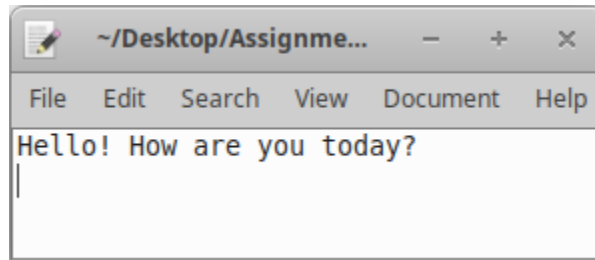 ~/Desktop/Assignme...
File Edit Search View Document Help
Hello! How are you today?